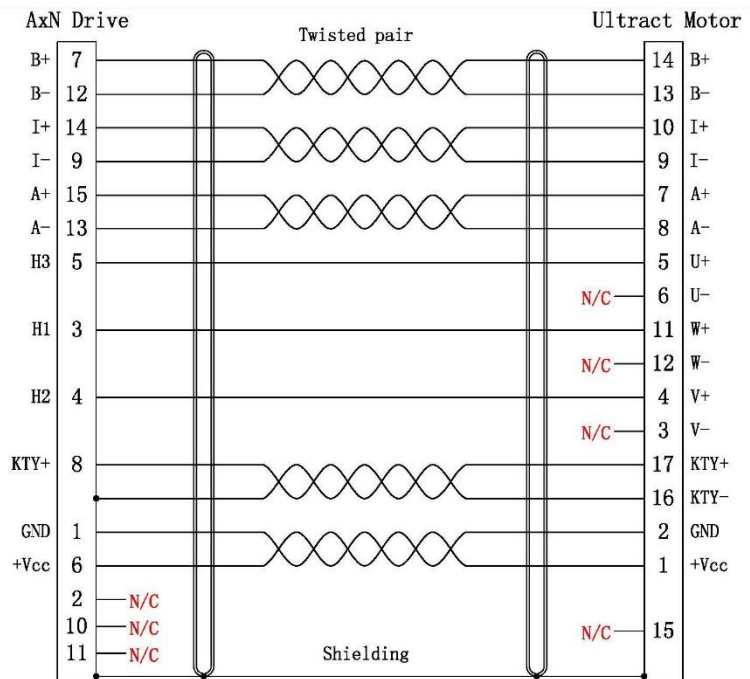 AxN Drive Ultract Motor
Twisted pair
B+ 7 14 B+
B- 12 13 B-
I+ 14 10 I+
I- 9 9 I-
A+ 15 7 A+
A- 13 8 A-
H3 5 5 U+
N/C 6 U-
H1 3 11 W+
N/C 12 W-
H2 4 4 V+
N/C 3 V-
KTY+ 8 17 KTY+
16 KTY-
GND 1 2 GND
+Vcc 6 1 +Vcc
2 N/C
10 N/C N/C 15
11 N/C
Shielding